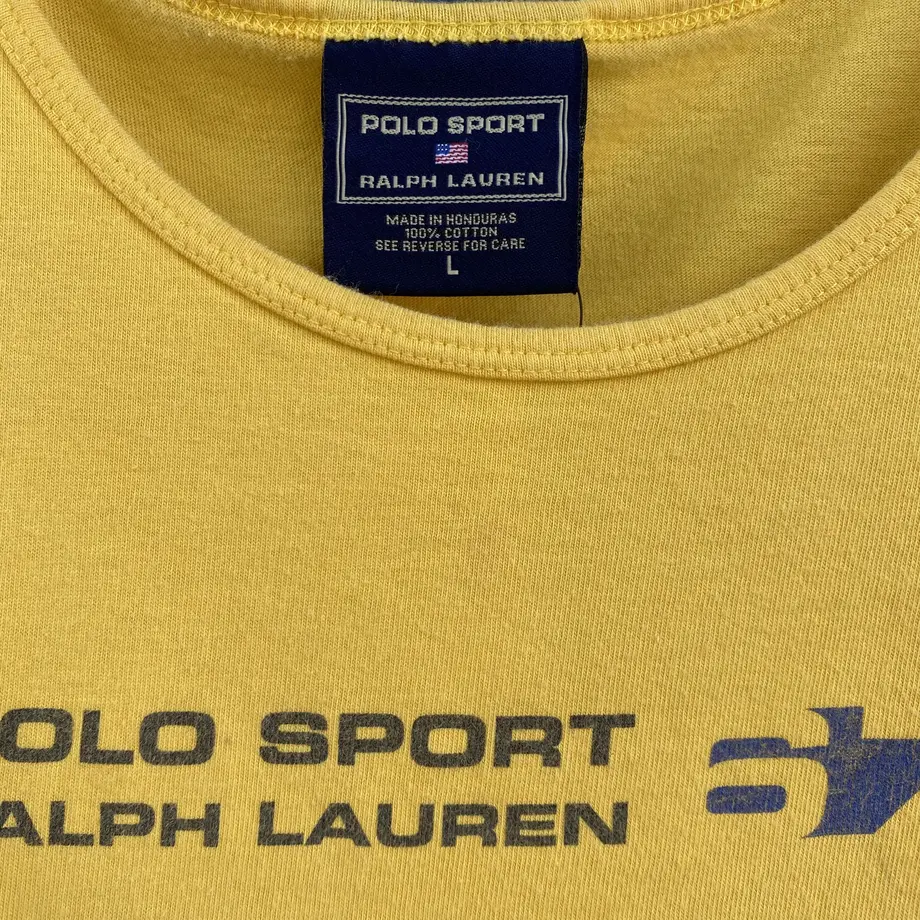 POLO SPORT
RALPH LAUREN
MADE IN HONDURAS
100% COTTON
SEE REVERSE FOR CARE
L
OLO SPORT
ALPH LAUREN